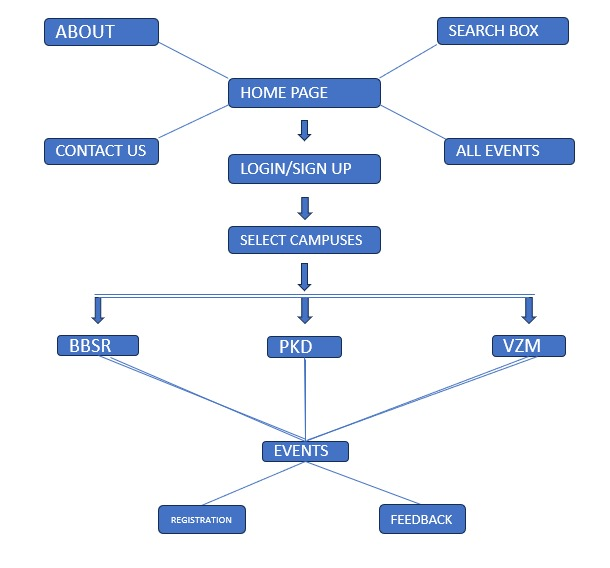 ABOUT
SEARCH BOX
HOME PAGE
CONTACT US
ALL EVENTS
LOGIN/SIGN UP
SELECT CAMPUSES
BBSR
PKD
VZM
EVENTS
REGISTRATION
FEEDBACK